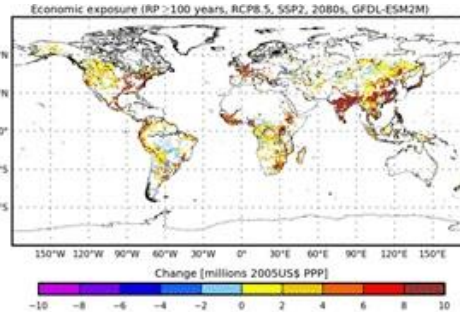 Economic exposure (RP >100 years, RCP8.5, SSP2, 2080s, GFDL-ESM2M)
°N
°N
0°
°S
°S
150°W 120°W 90°W 60°W 30°W 0° 30°E 60°E 90°E 120°E 150°E
Change [millions 2005US$ PPP]
−10 −8 −6 −4 −2 0 2 4 6 8 10